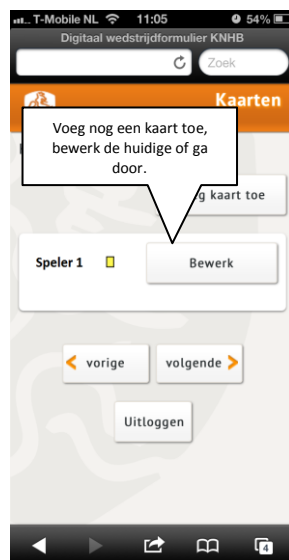 T-Mobile NL 11:05 54%
Digitaal wedstrijdformulier KNHB
Zoek
Kaarten
Voeg nog een kaart toe,
bewerk de huidige of ga
door.
g kaart toe
Speler 1 Bewerk
vorige volgende
Uitloggen
4